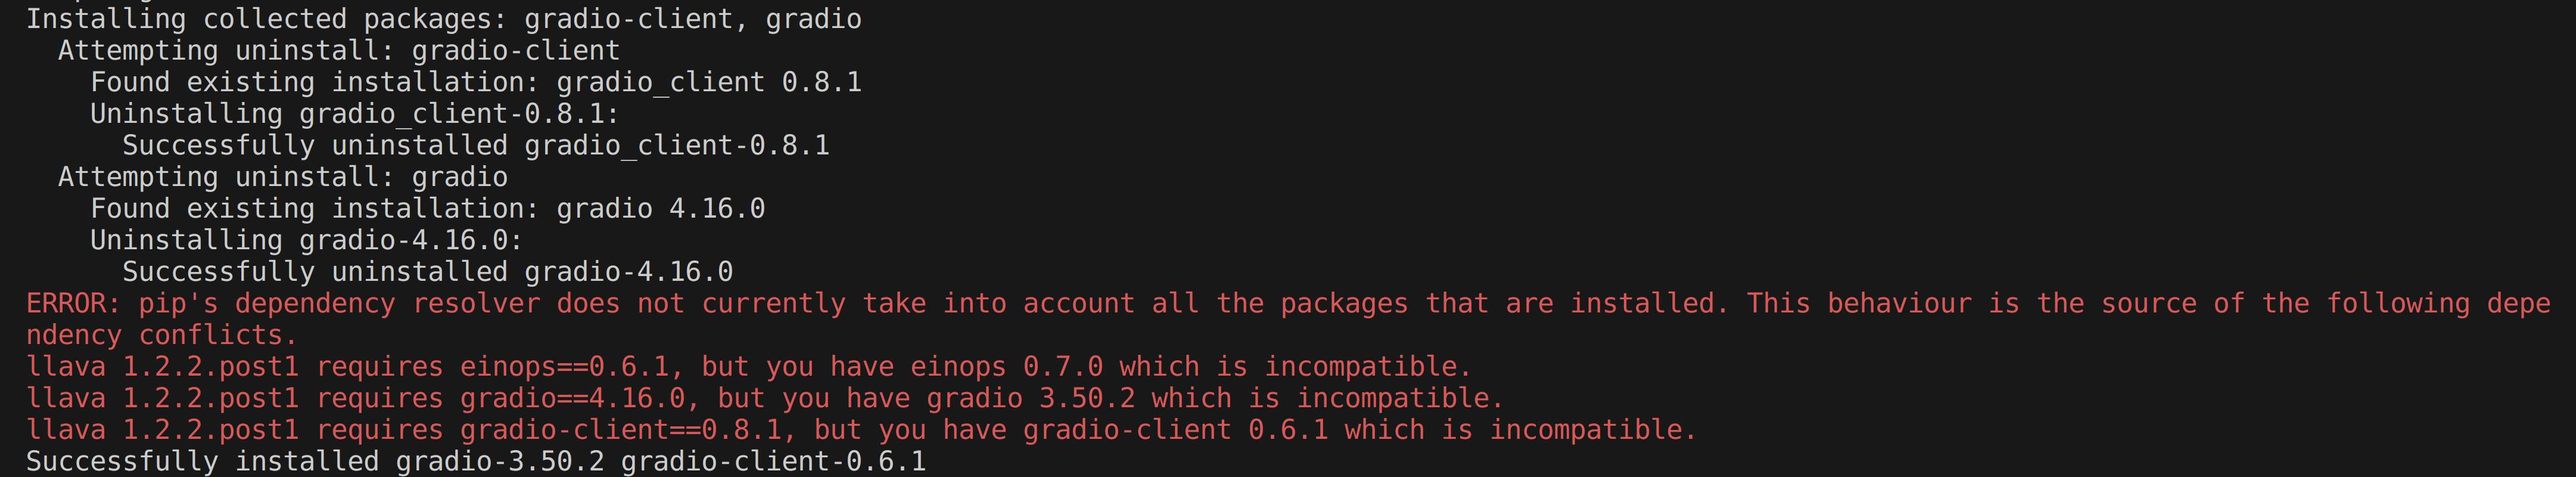 Installing collected packages: gradio-client, gradio
  Attempting uninstall: gradio-client
    Found existing installation: gradio_client 0.8.1
    Uninstalling gradio_client-0.8.1:
      Successfully uninstalled gradio_client-0.8.1
  Attempting uninstall: gradio
    Found existing installation: gradio 4.16.0
    Uninstalling gradio-4.16.0:
      Successfully uninstalled gradio-4.16.0
ERROR: pip's dependency resolver does not currently take into account all the packages that are installed. This behaviour is the source of the following depe
ndency conflicts.
llava 1.2.2.post1 requires einops==0.6.1, but you have einops 0.7.0 which is incompatible.
llava 1.2.2.post1 requires gradio==4.16.0, but you have gradio 3.50.2 which is incompatible.
llava 1.2.2.post1 requires gradio-client==0.8.1, but you have gradio-client 0.6.1 which is incompatible.
Successfully installed gradio-3.50.2 gradio-client-0.6.1